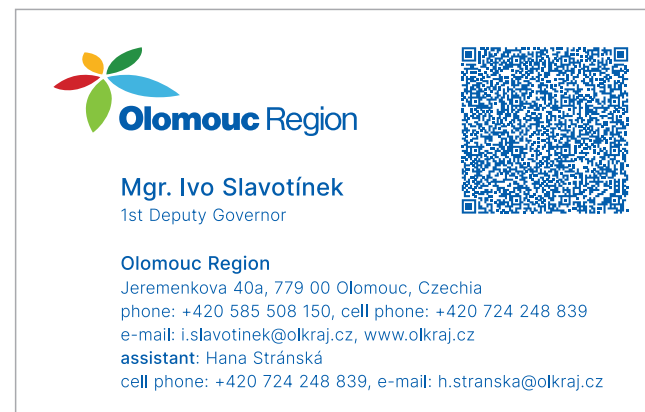 Olomouc Region
Mgr. Ivo Slavotínek
1st Deputy Governor
Olomouc Region
Jeremenkova 40a, 779 00 Olomouc, Czechia
phone: +420 585 508 150, cell phone: +420 724 248 839
e-mail: i.slavotinek@olkraj.cz, www.olkraj.cz
assistant: Hana Stránská
cell phone: +420 724 248 839, e-mail: h.stranska@olkraj.cz